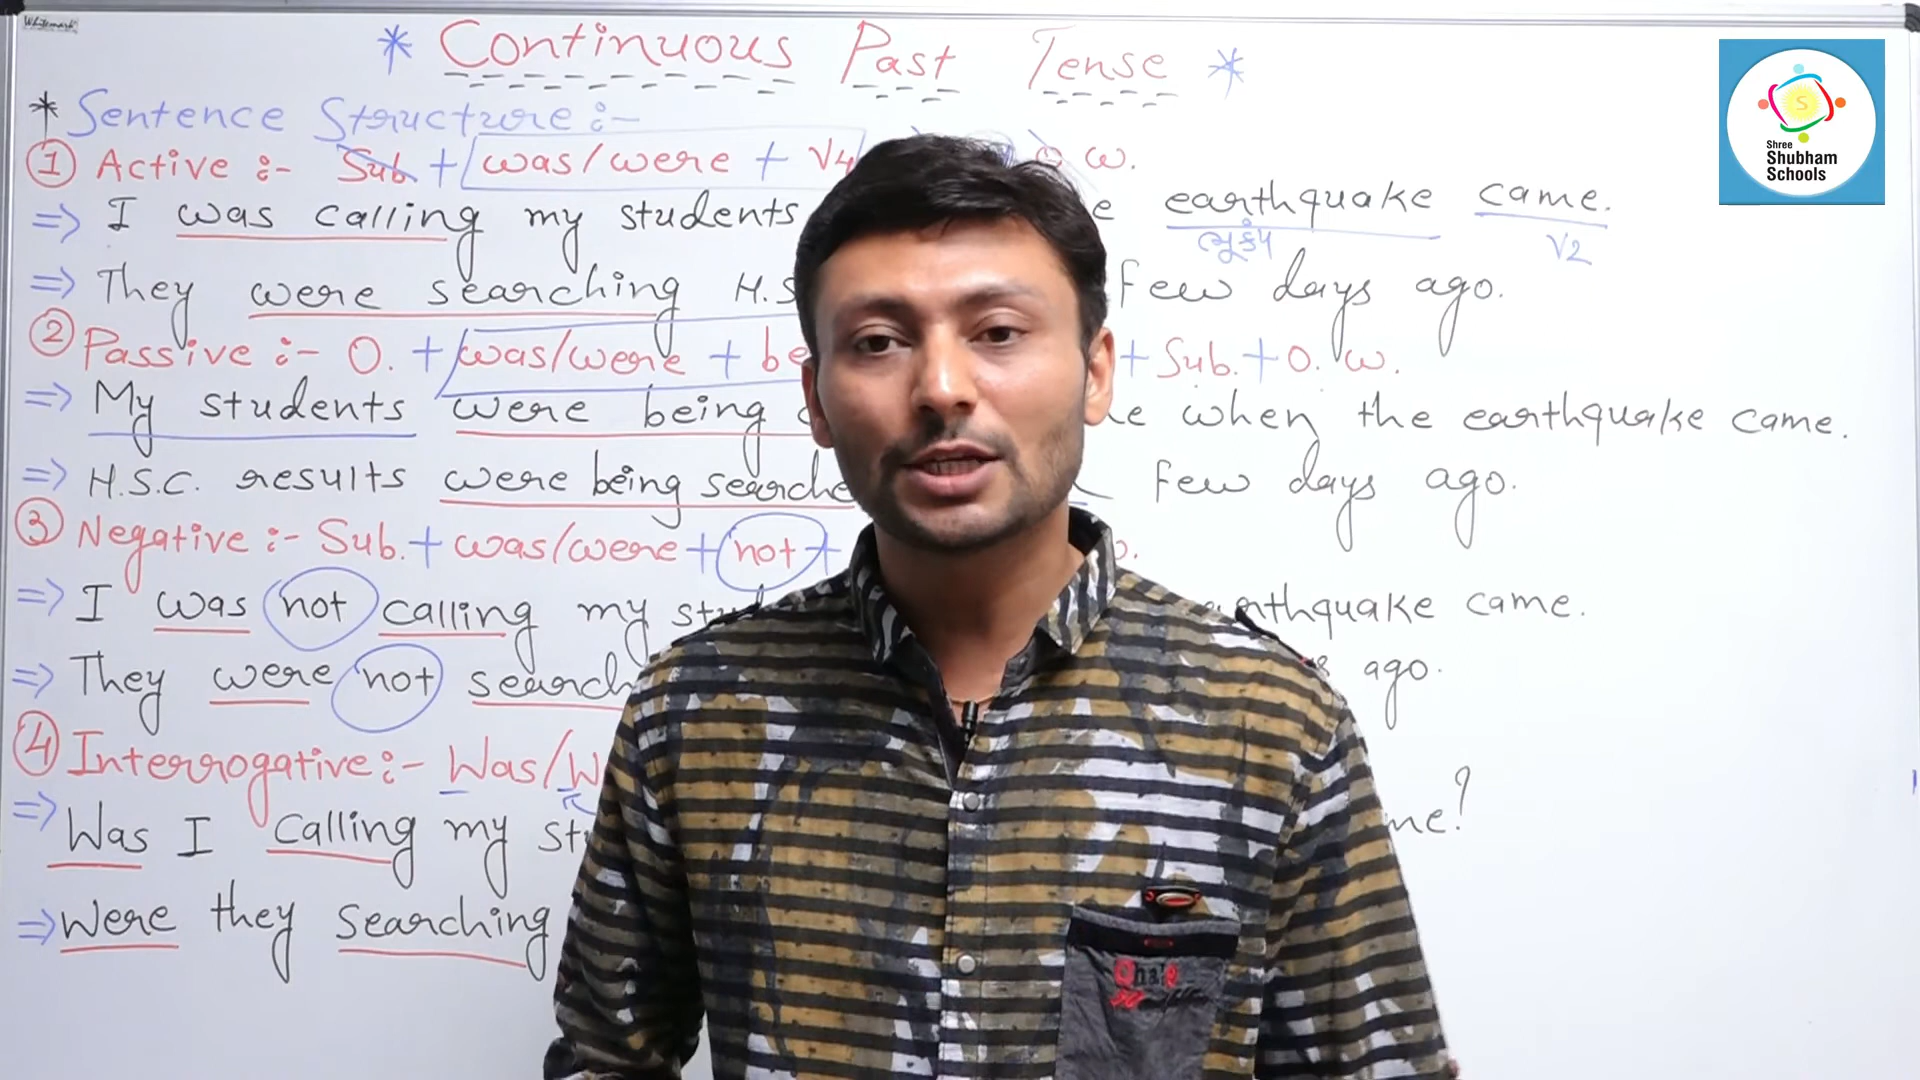 Whitemark
* Continuous Past Tense *
* Sentence Structure :-
① Active :- Sub. + was/were + V4 O. W.
⇒ I was calling my students earthquake came.
ભૂકંપ V2
⇒ They were searching H.S few days ago.
② Passive :- O. + was/were + be + Sub. + O. W.
⇒ My students were being when the earthquake came.
⇒ H.S.C. results were being searche few days ago.
③ Negative :- Sub. + was/were + not +
⇒ I was not calling my earthquake came.
⇒ They were not search ago.
④ Interrogative :- Was/W
⇒ Was I calling my me?
⇒ Were they searching
Shree
Shubham
Schools
S